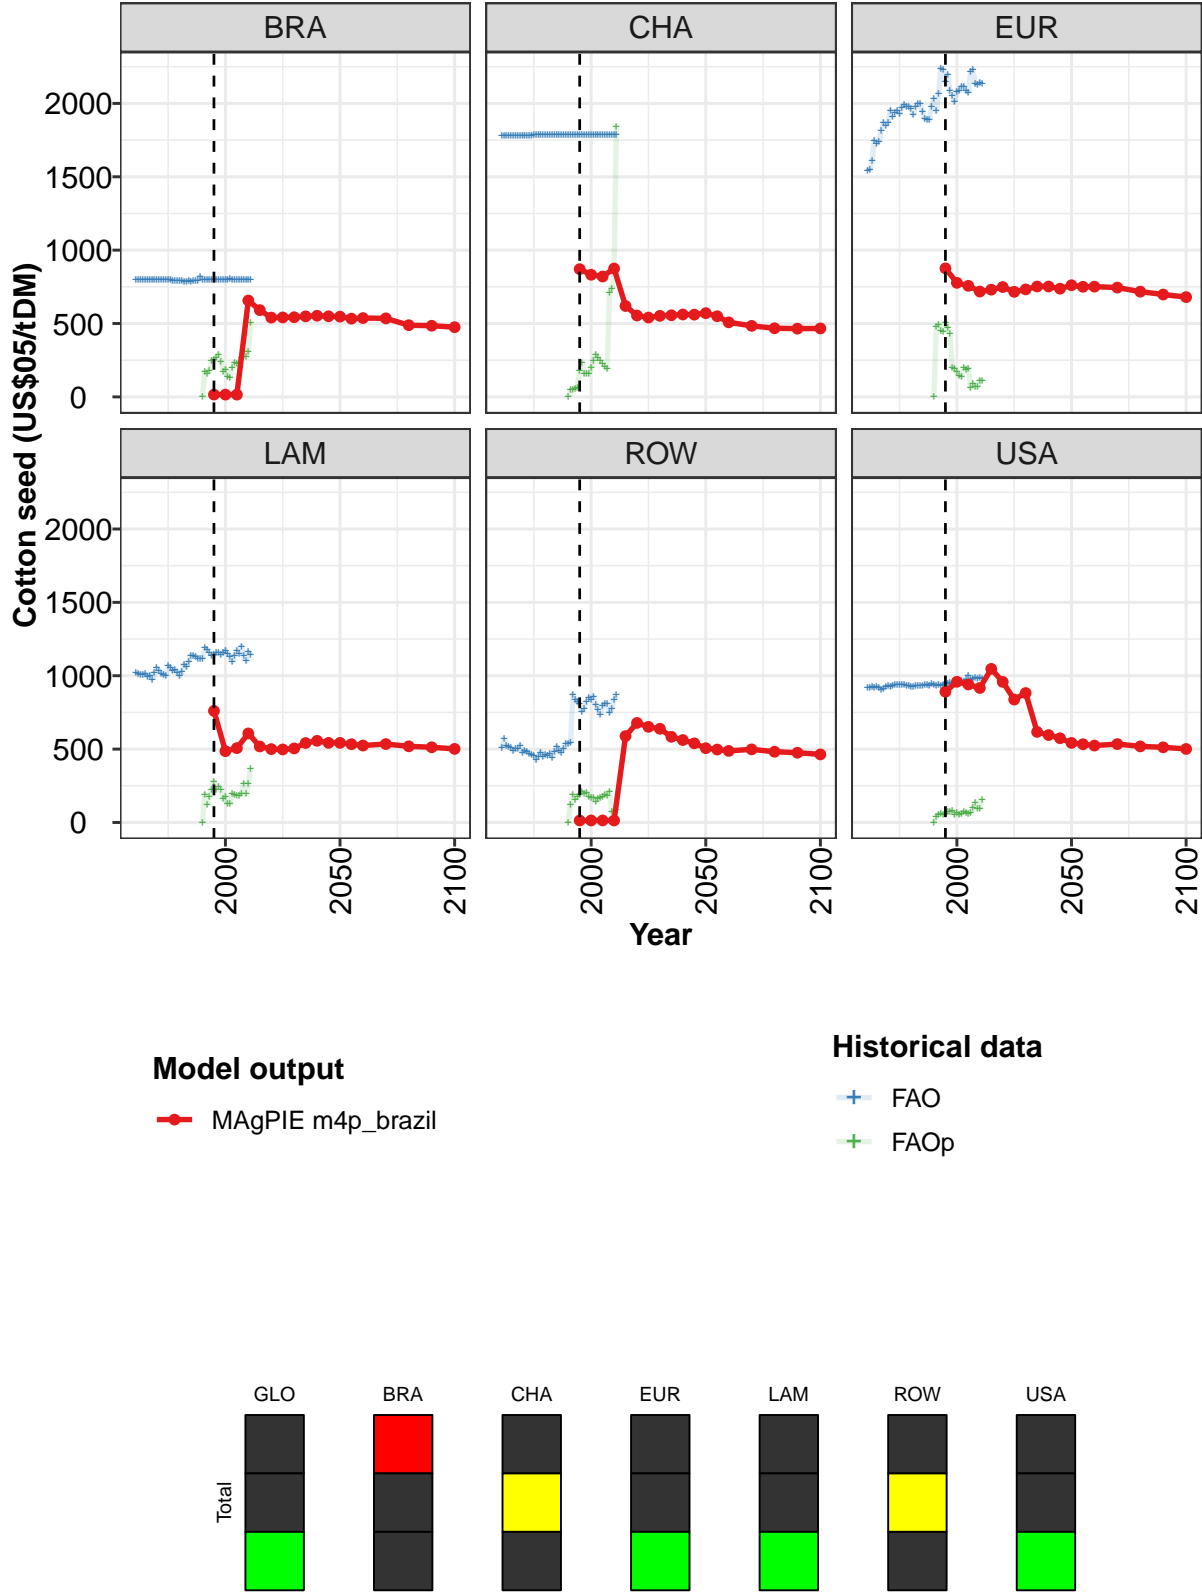 BRA
CHA
EUR
Cotton seed (US$05/tDM)
2000
1500
1000
500
0
LAM
ROW
USA
2000
1500
1000
500
0
2000
2050
2100
2000
2050
2100
2000
2050
2100
Year
Model output
MAgPIE m4p_brazil
Historical data
FAO
FAOp
GLO
BRA
CHA
EUR
LAM
ROW
USA
Total